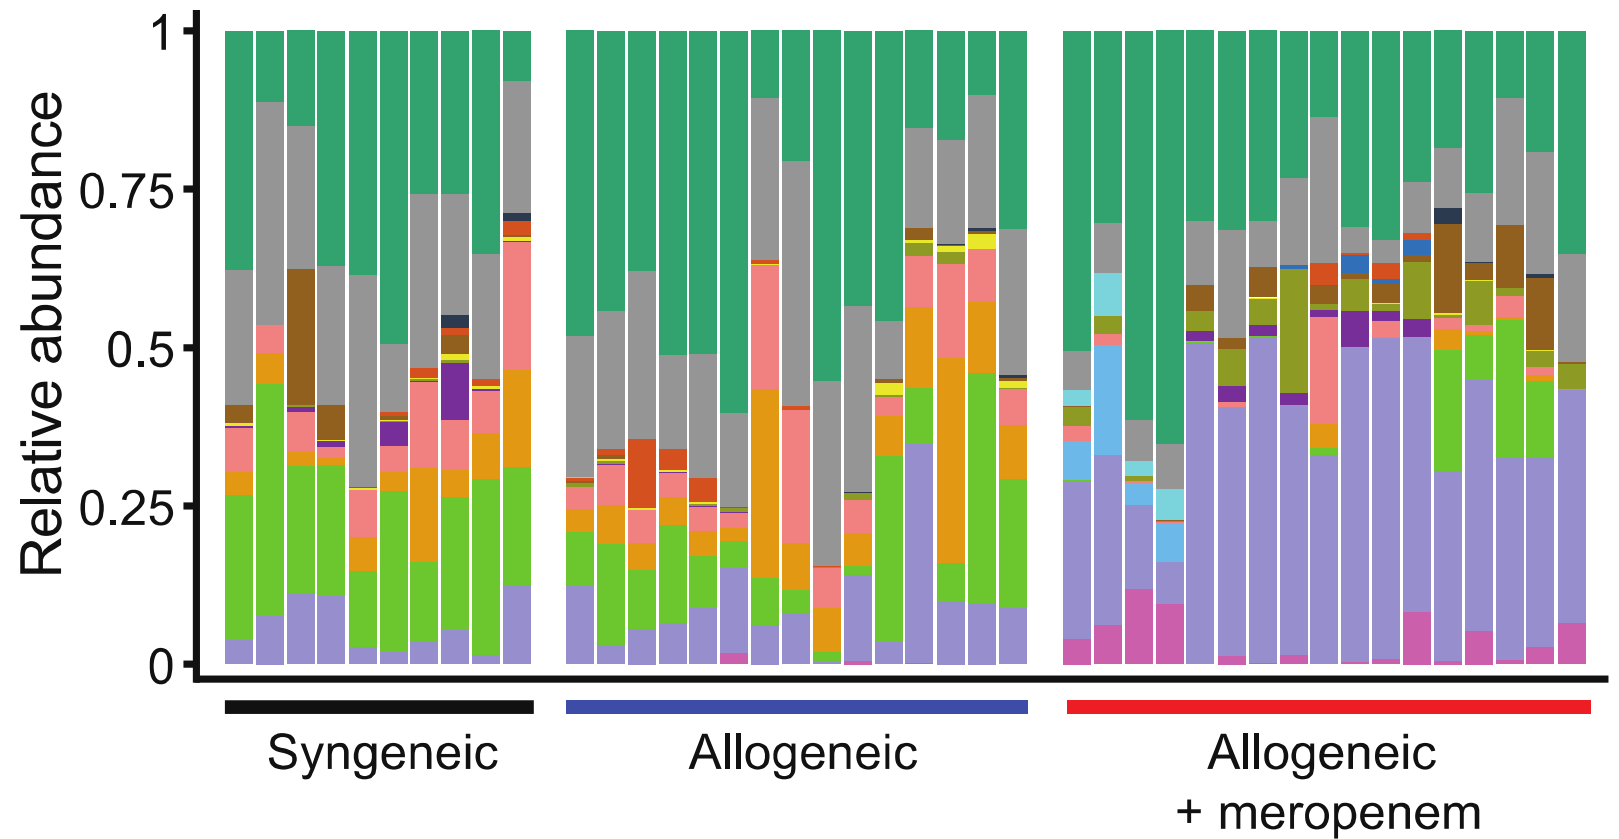 Relative abundance
1
0.75
0.5
0.25
0
Syngeneic
Allogeneic
Allogeneic
+ meropenem